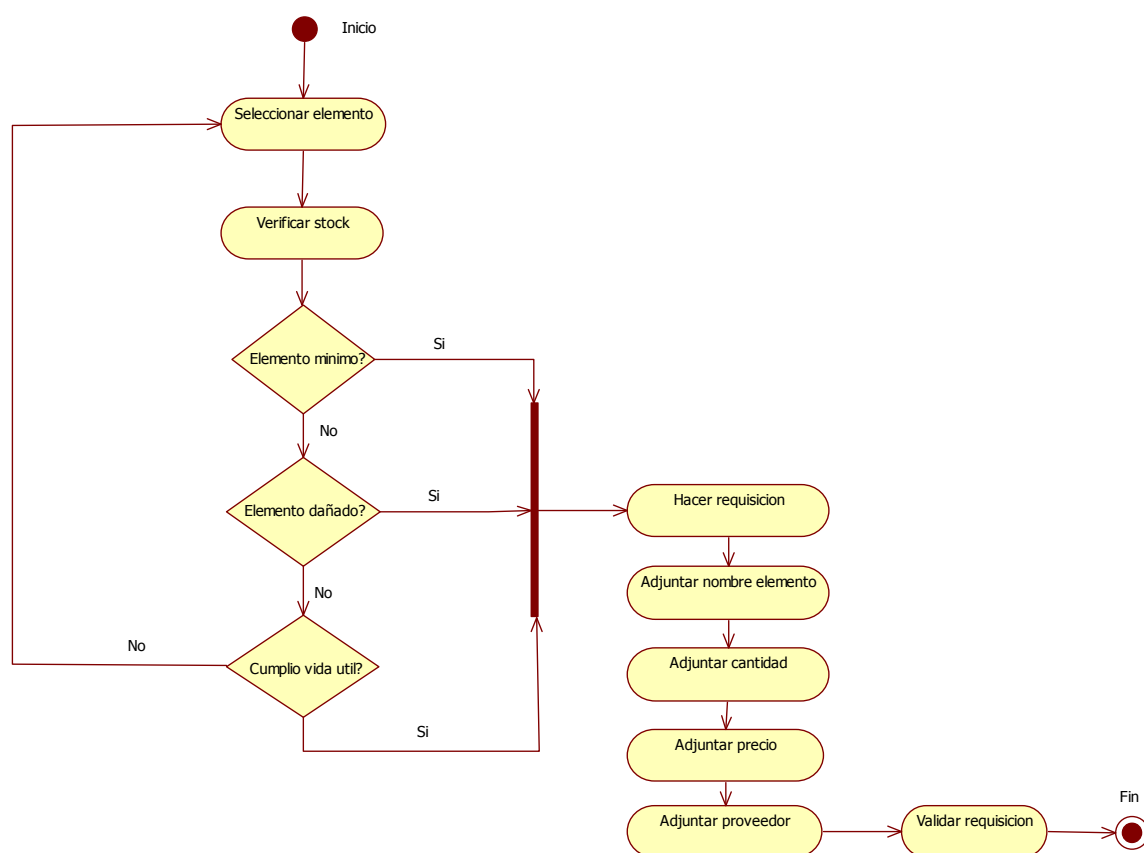 Inicio
Seleccionar elemento
Verificar stock
Elemento minimo?
Si
No
Elemento dañado?
Si
No
Cumplio vida util?
No
Si
Hacer requisicion
Adjuntar nombre elemento
Adjuntar cantidad
Adjuntar precio
Adjuntar proveedor
Validar requisicion
Fin